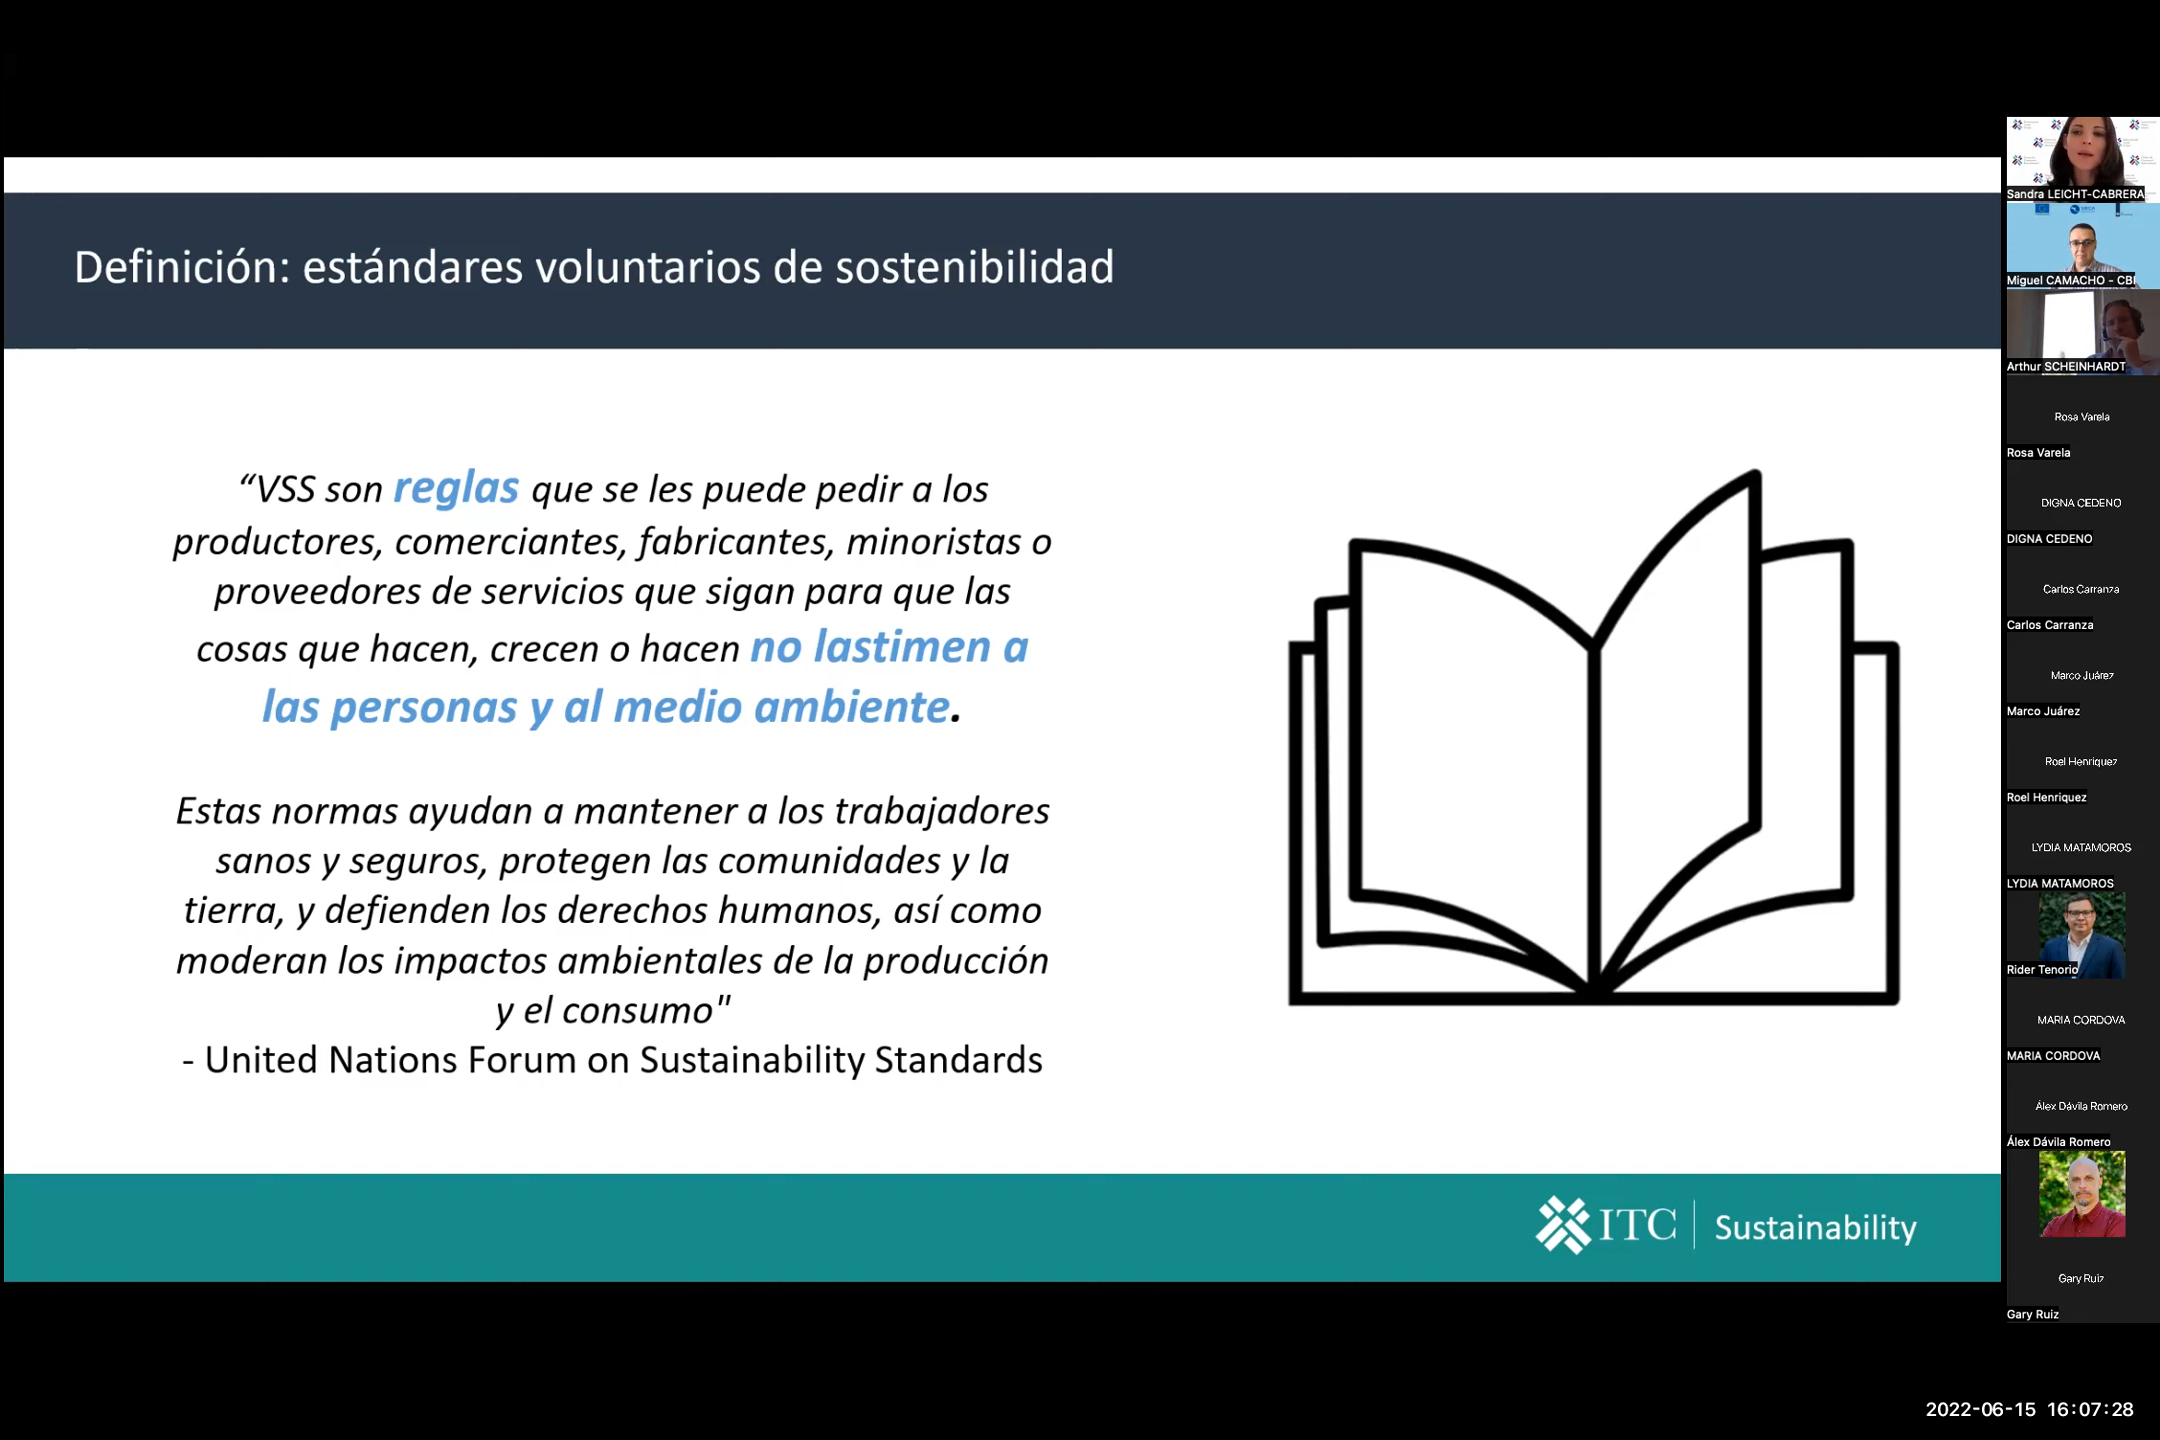 Definición: estándares voluntarios de sostenibilidad
“VSS son reglas que se les puede pedir a los
productores, comerciantes, fabricantes, minoristas o
proveedores de servicios que sigan para que las
cosas que hacen, crecen o hacen no lastimen a
las personas y al medio ambiente.
Estas normas ayudan a mantener a los trabajadores
sanos y seguros, protegen las comunidades y la
tierra, y defienden los derechos humanos, así como
moderan los impactos ambientales de la producción
y el consumo"
- United Nations Forum on Sustainability Standards
ITC | Sustainability
Sandra LEICHT-CABRERA
Miguel CAMACHO - CBI
Arthur SCHEINHARDT
Rosa Varela
Rosa Varela
DIGNA CEDENO
DIGNA CEDENO
Carlos Carranza
Carlos Carranza
Marco Juárez
Marco Juárez
Roel Henriquez
Roel Henriquez
LYDIA MATAMOROS
LYDIA MATAMOROS
Rider Tenorio
MARIA CORDOVA
MARIA CORDOVA
Álex Dávila Romero
Álex Dávila Romero
Gary Ruiz
Gary Ruiz
2022-06-15 16:07:28